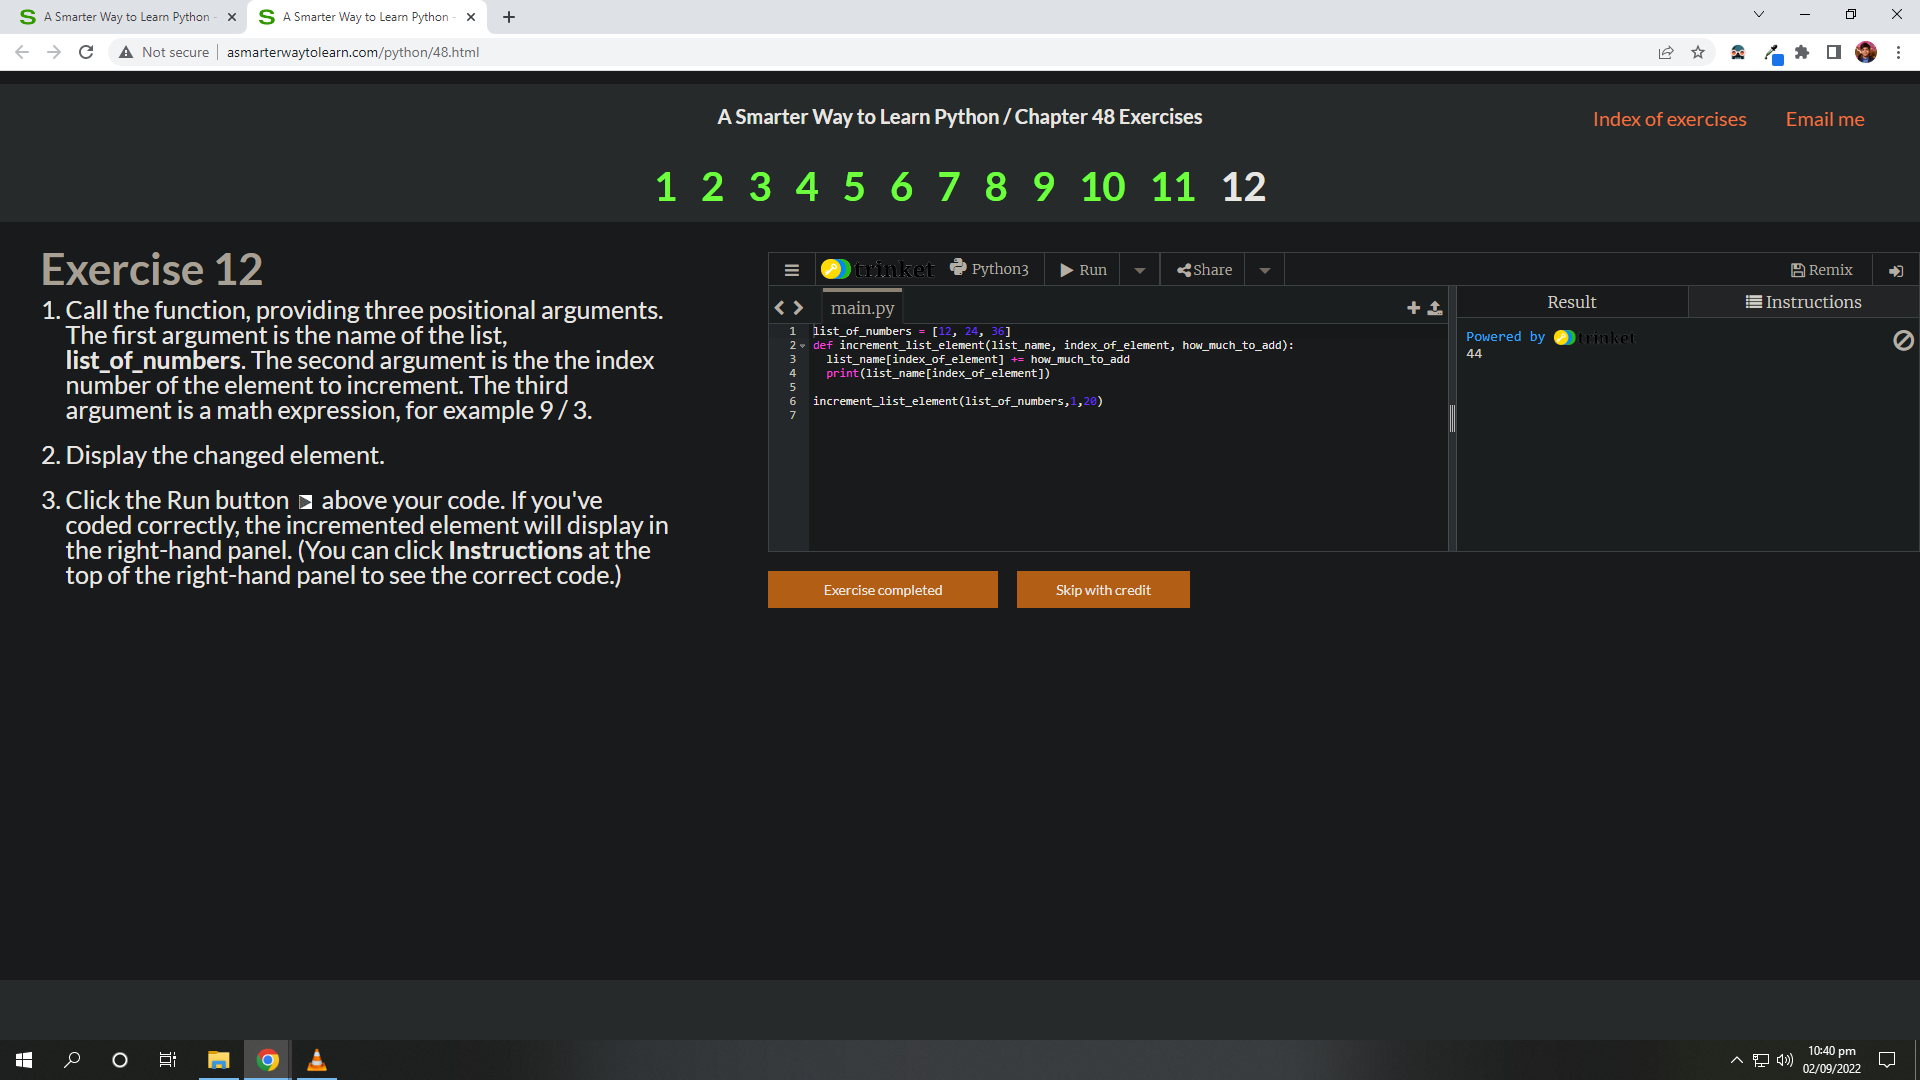 A Smarter Way to Learn Python -
A Smarter Way to Learn Python -
Not secure
asmarterwaytolearn.com/python/48.html
A Smarter Way to Learn Python / Chapter 48 Exercises
Index of exercises
Email me
1 2 3 4 5 6 7 8 9 10 11 12
Exercise 12
1. Call the function, providing three positional arguments.
The first argument is the name of the list,
list_of_numbers. The second argument is the the index
number of the element to increment. The third
argument is a math expression, for example 9 / 3.
2. Display the changed element.
3. Click the Run button above your code. If you've
coded correctly, the incremented element will display in
the right-hand panel. (You can click Instructions at the
top of the right-hand panel to see the correct code.)
trinket
Python3
Run
Share
Remix
main.py
Result
Instructions
1 list_of_numbers = [12, 24, 36]
2 def increment_list_element(list_name, index_of_element, how_much_to_add):
3 list_name[index_of_element] += how_much_to_add
4 print(list_name[index_of_element])
5
6 increment_list_element(list_of_numbers,1,20)
7
Powered by trinket
44
Exercise completed
Skip with credit
10:40 pm
02/09/2022